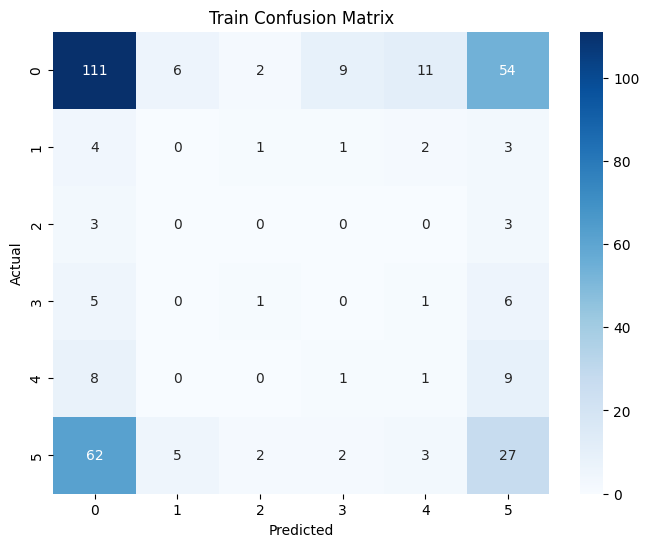 Train Confusion Matrix
0 111 6 2 9 11 54
1 4 0 1 1 2 3
2 3 0 0 0 0 3
3 5 0 1 0 1 6
4 8 0 0 1 1 9
5 62 5 2 2 3 27
0 1 2 3 4 5
Predicted
Actual
100
80
60
40
20
0